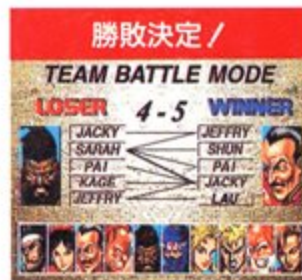 勝敗決定!
TEAM BATTLE MODE
LOSER 4-5 WINNER
JACKY JEFFRY
SARAH SHUN
PAI PAI
KAGE JACKY
JEFFRY LAU